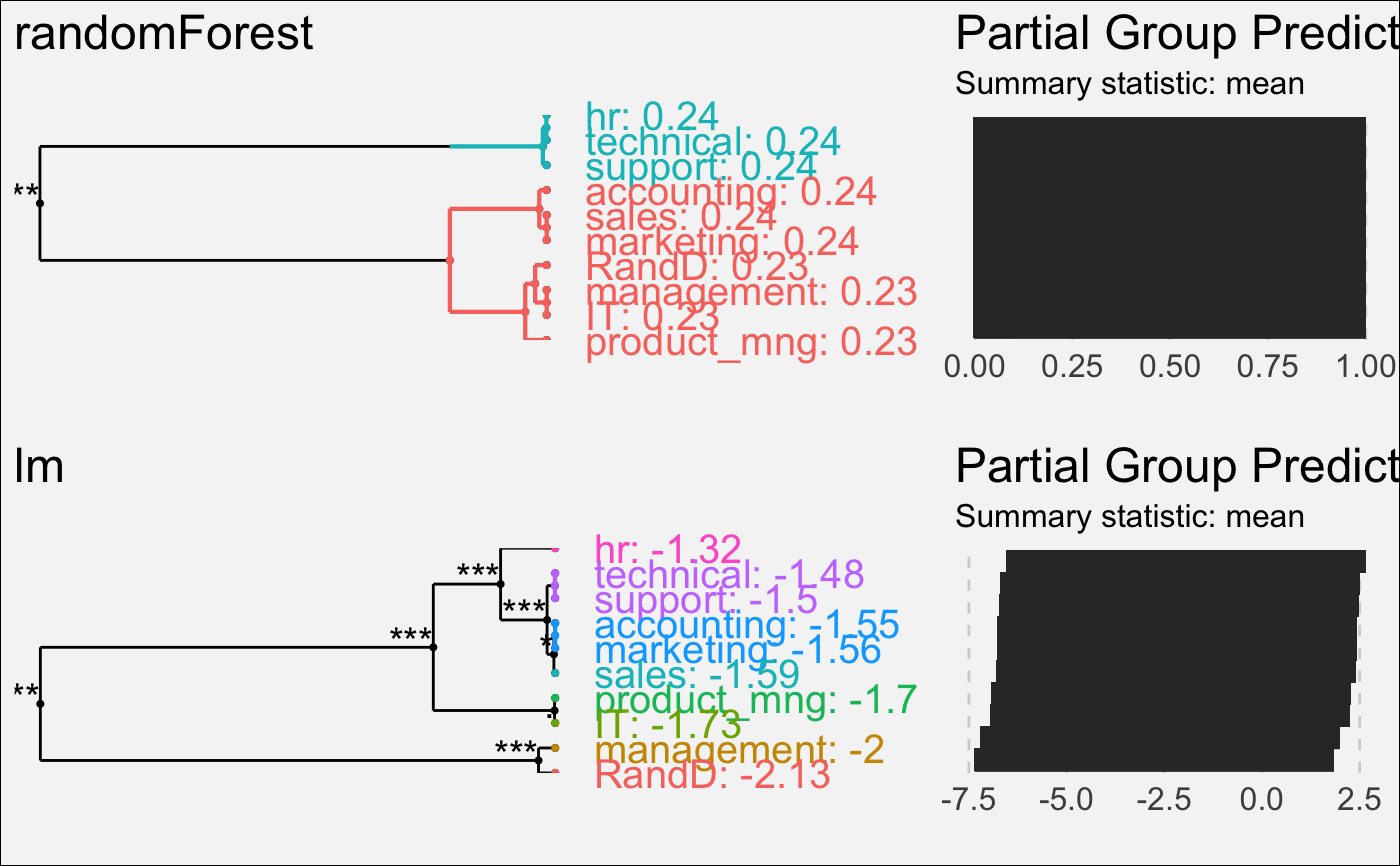 randomForest
Partial Group Predict
Summary statistic: mean
**
hr: 0.24
technical: 0.24
support: 0.24
accounting: 0.24
sales: 0.24
marketing: 0.24
RandD: 0.23
management: 0.23
IT: 0.23
product_mng: 0.23
0.00 0.25 0.50 0.75 1.00
lm
Partial Group Predict
Summary statistic: mean
***
***
***
*
**
.
***
hr: -1.32
technical: -1.48
support: -1.5
accounting: -1.55
marketing: -1.56
sales: -1.59
product_mng: -1.7
IT: -1.73
management: -2
RandD: -2.13
-7.5 -5.0 -2.5 0.0 2.5